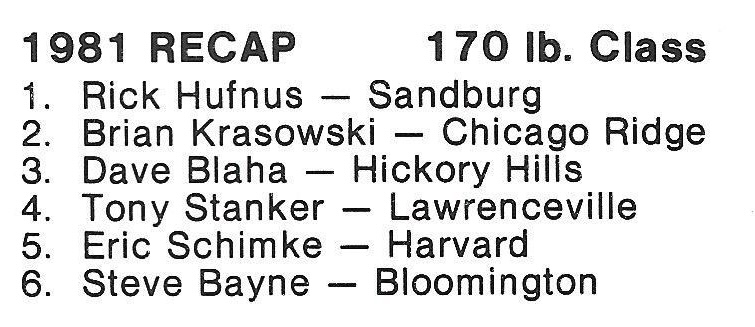 1981 RECAP 170 lb. Class
1. Rick Hufnus — Sandburg
2. Brian Krasowski — Chicago Ridge
3. Dave Blaha — Hickory Hills
4. Tony Stanker — Lawrenceville
5. Eric Schimke — Harvard
6. Steve Bayne — Bloomington